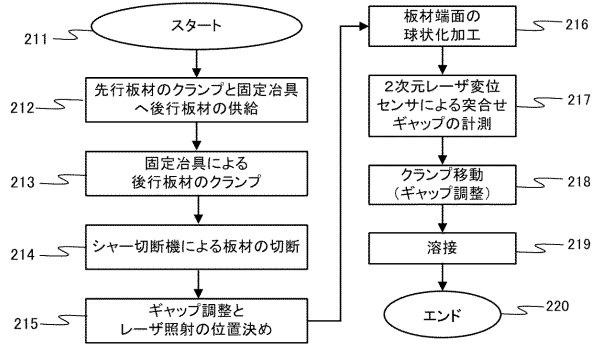 211
スタート
212
先行板材のクランプと固定冶具
へ後行板材の供給
213
固定冶具による
後行板材のクランプ
214
シャー切断機による板材の切断
215
ギャップ調整と
レーザ照射の位置決め
板材端面の
球状化加工
216
2次元レーザ変位
センサによる突合せ
ギャップの計測
217
クランプ移動
(ギャップ調整)
218
溶接
219
エンド
220